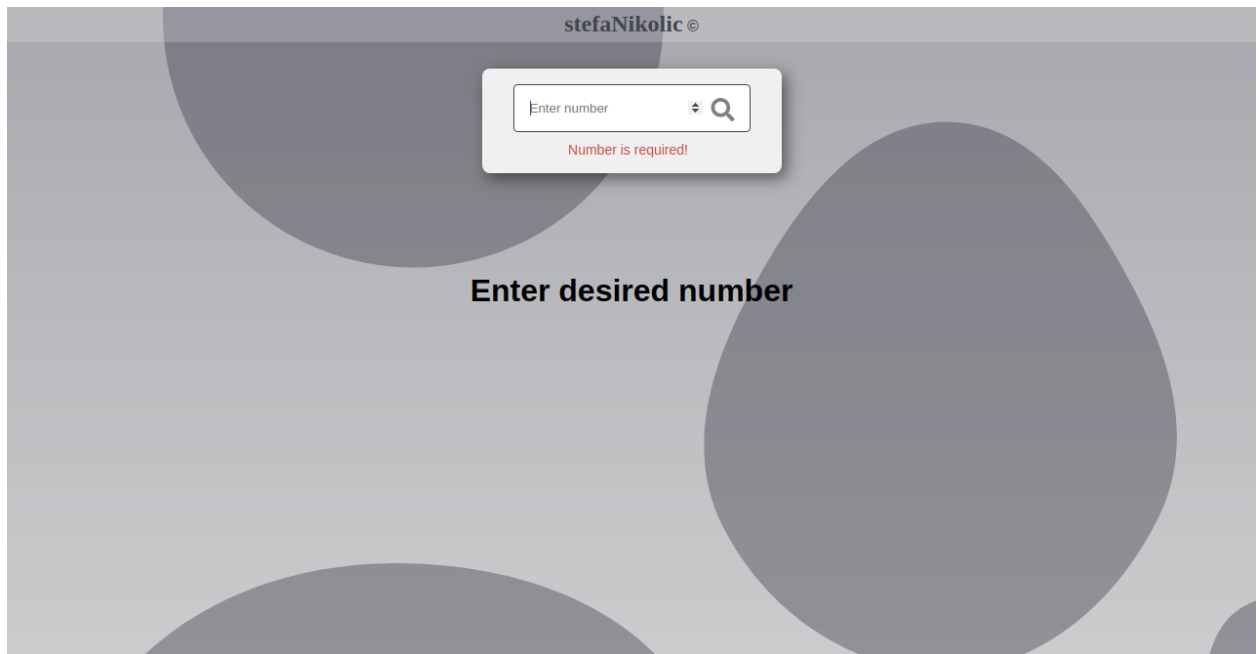 stefaNikolic ©
Enter number
Number is required!
Enter desired number